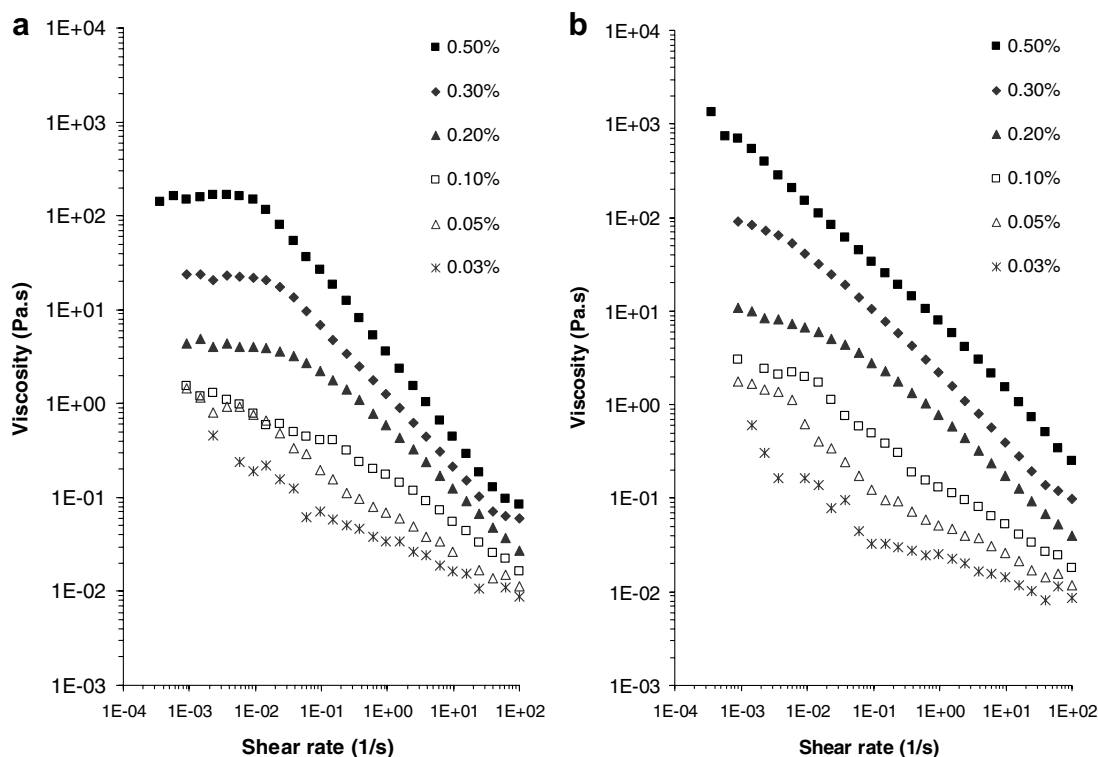 a
1E+04
1E+03
1E+02
1E+01
1E+00
1E-01
1E-02
1E-03
Viscosity (Pa.s)
0.50%
0.30%
0.20%
0.10%
0.05%
0.03%
1E-04 1E-03 1E-02 1E-01 1E+00 1E+01 1E+02
Shear rate (1/s)
b
1E+04
1E+03
1E+02
1E+01
1E+00
1E-01
1E-02
1E-03
Viscosity (Pa.s)
0.50%
0.30%
0.20%
0.10%
0.05%
0.03%
1E-04 1E-03 1E-02 1E-01 1E+00 1E+01 1E+02
Shear rate (1/s)